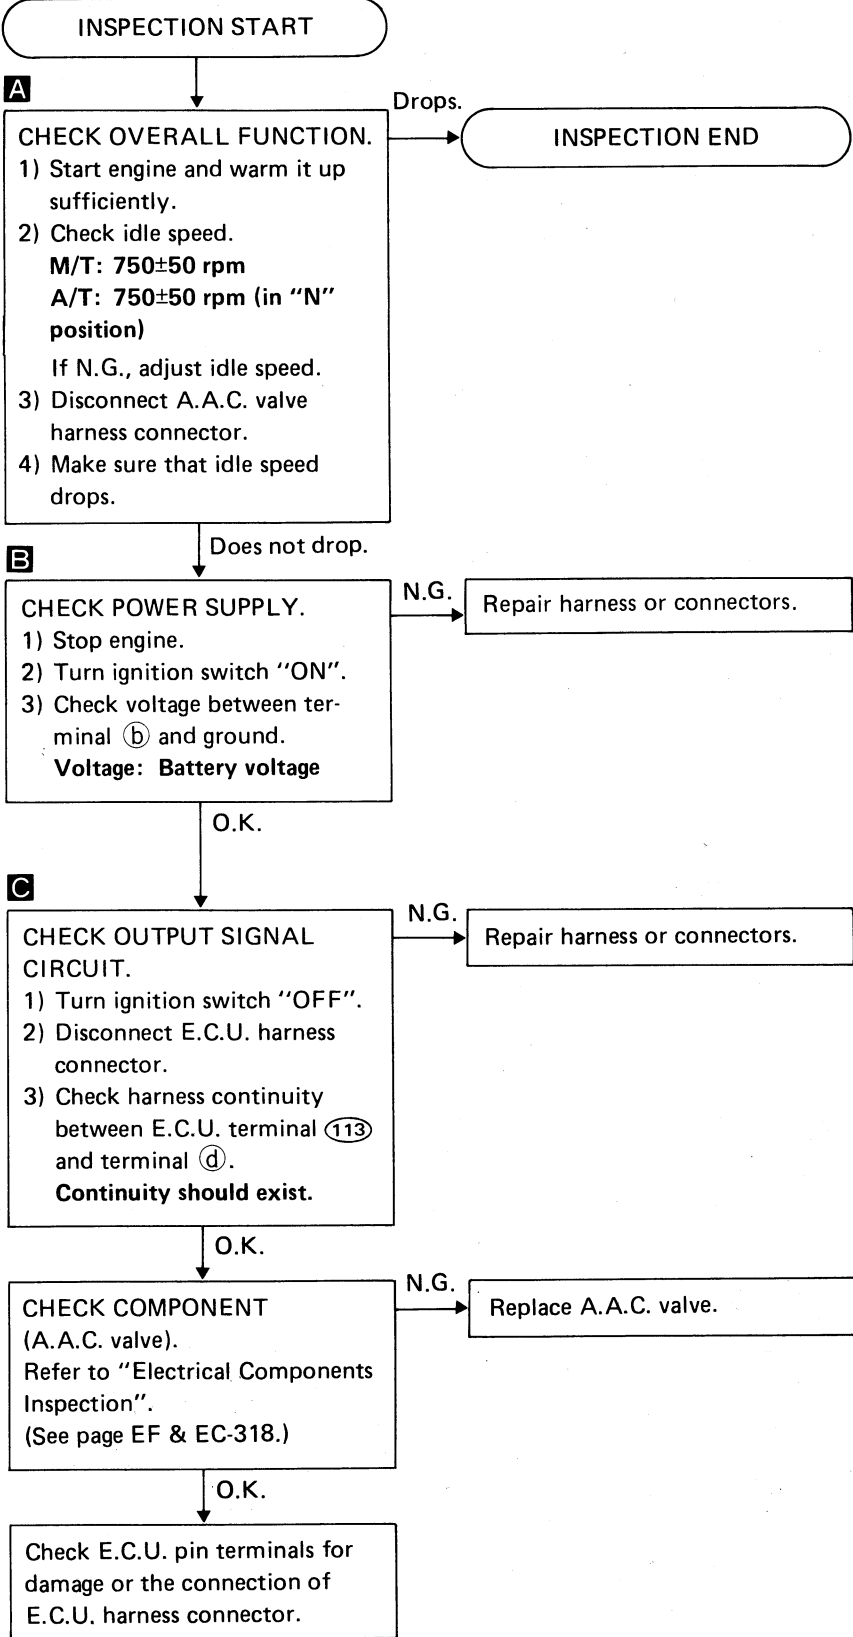 INSPECTION START
A
Drops.
CHECK OVERALL FUNCTION.
1) Start engine and warm it up
sufficiently.
2) Check idle speed.
M/T: 750±50 rpm
A/T: 750±50 rpm (in "N"
position)
If N.G., adjust idle speed.
3) Disconnect A.A.C. valve
harness connector.
4) Make sure that idle speed
drops.
INSPECTION END
Does not drop.
B
CHECK POWER SUPPLY.
1) Stop engine.
2) Turn ignition switch "ON".
3) Check voltage between ter-
minal ⓑ and ground.
Voltage: Battery voltage
N.G.
Repair harness or connectors.
O.K.
C
CHECK OUTPUT SIGNAL
CIRCUIT.
1) Turn ignition switch "OFF".
2) Disconnect E.C.U. harness
connector.
3) Check harness continuity
between E.C.U. terminal 113
and terminal ⓓ.
Continuity should exist.
N.G.
Repair harness or connectors.
O.K.
CHECK COMPONENT
(A.A.C. valve).
Refer to "Electrical Components
Inspection".
(See page EF & EC-318.)
N.G.
Replace A.A.C. valve.
O.K.
Check E.C.U. pin terminals for
damage or the connection of
E.C.U. harness connector.